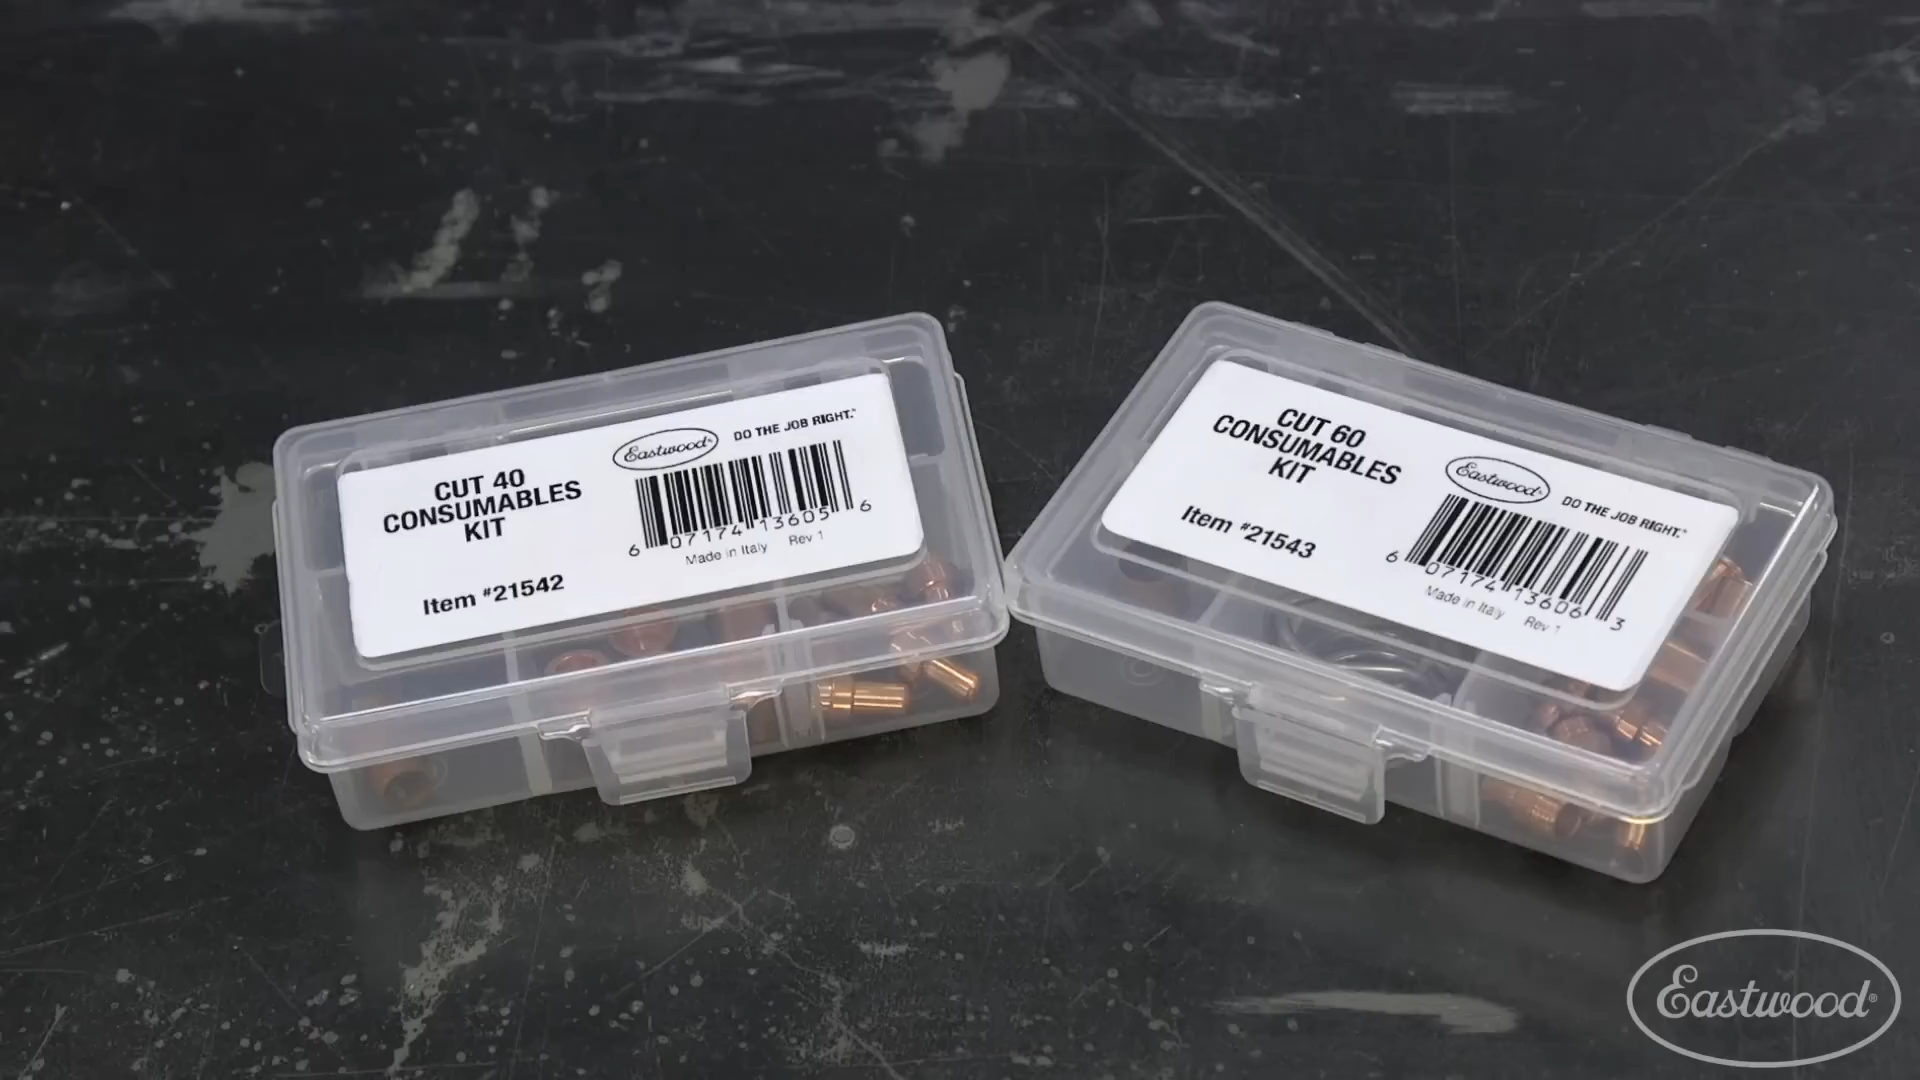 CUT 40
CONSUMABLES
KIT
Item #21542
Eastwood®
DO THE JOB RIGHT.™
6 07174 13605 6
Made in Italy Rev 1
CUT 60
CONSUMABLES
KIT
Item #21543
Eastwood®
DO THE JOB RIGHT.™
6 07174 13606 3
Made in Italy Rev 1
Eastwood®